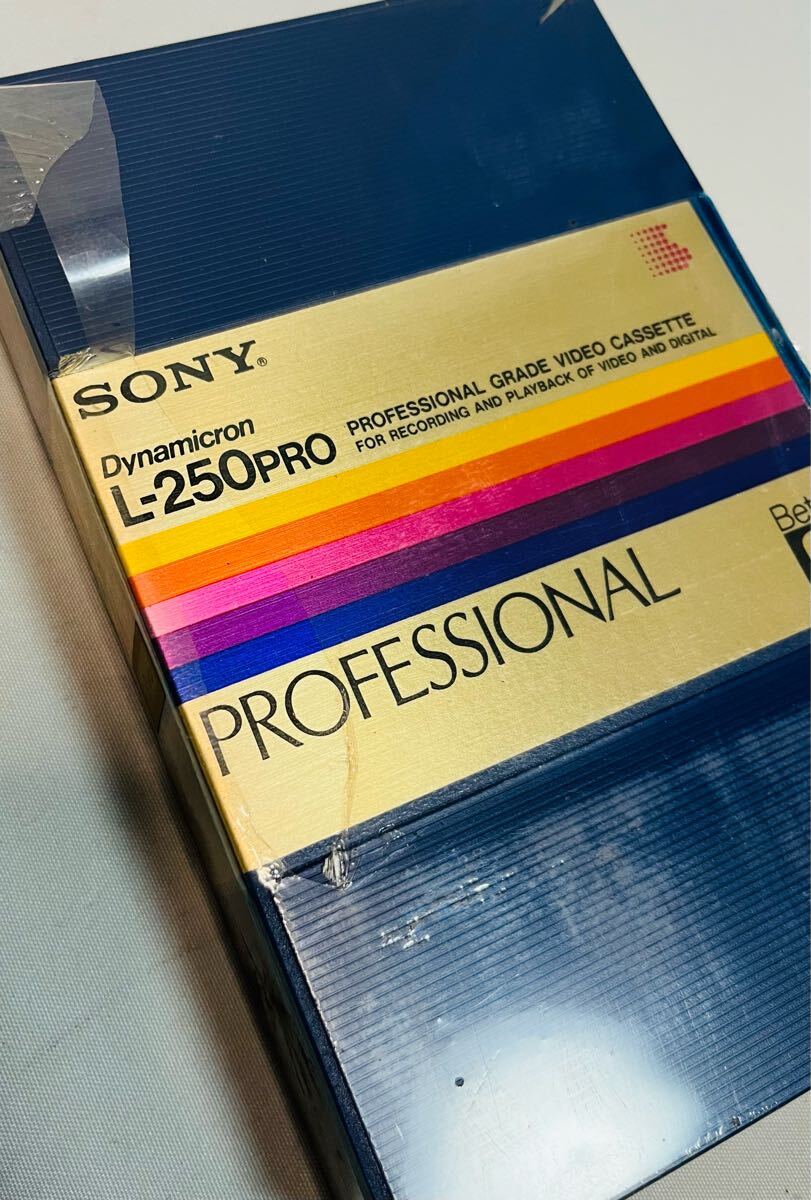 SONY®
Dynamicron
L-250PRO
PROFESSIONAL GRADE VIDEO CASSETTE
FOR RECORDING AND PLAYBACK OF VIDEO AND DIGITAL
PROFESSIONAL